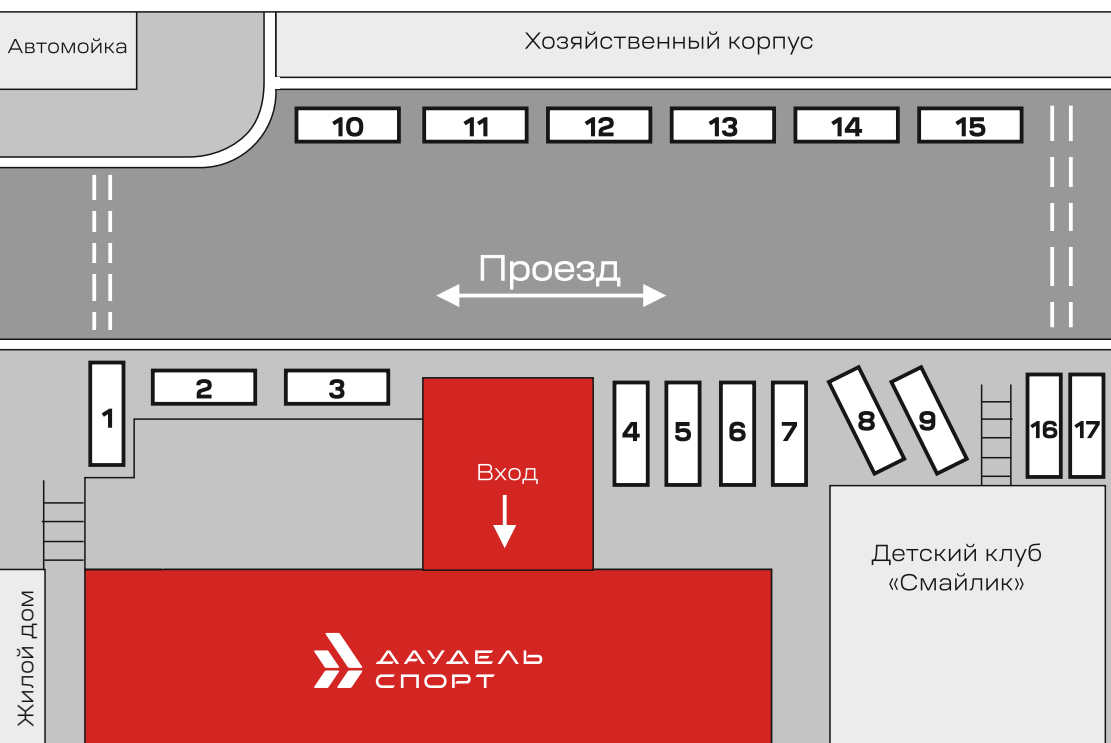 Автомойка
Хозяйственный корпус
10 11 12 13 14 15
Проезд
1 2 3 4 5 6 7 8 9 16 17
Вход
Детский клуб
«Смайлик»
Жилой дом
ДАУДЕЛЬ
СПОРТ